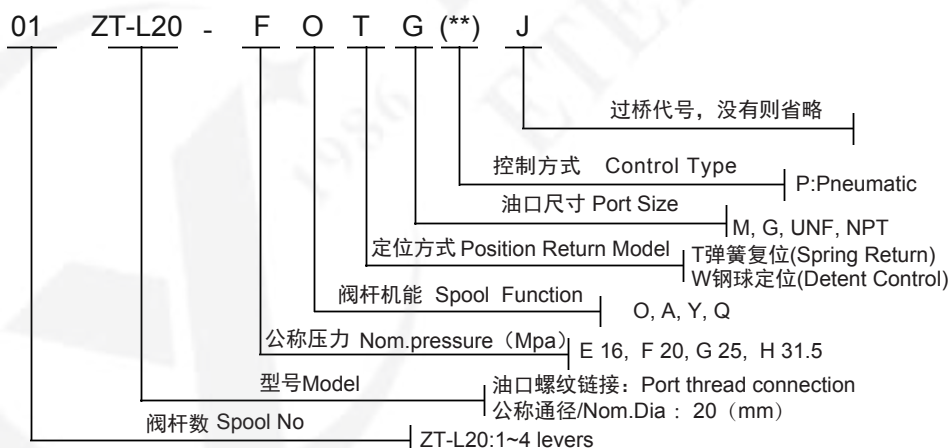 01 ZT-L20 - F O T G (**) J
过桥代号，没有则省略
控制方式 Control Type
P:Pneumatic
油口尺寸 Port Size
M, G, UNF, NPT
定位方式 Position Return Model
T弹簧复位(Spring Return)
W钢球定位(Detent Control)
阀杆机能 Spool Function
O, A, Y, Q
公称压力 Nom.pressure（Mpa）
E 16, F 20, G 25, H 31.5
型号Model
油口螺纹链接：Port thread connection
公称通径/Nom.Dia : 20（mm）
阀杆数 Spool No
ZT-L20:1~4 levers
1986